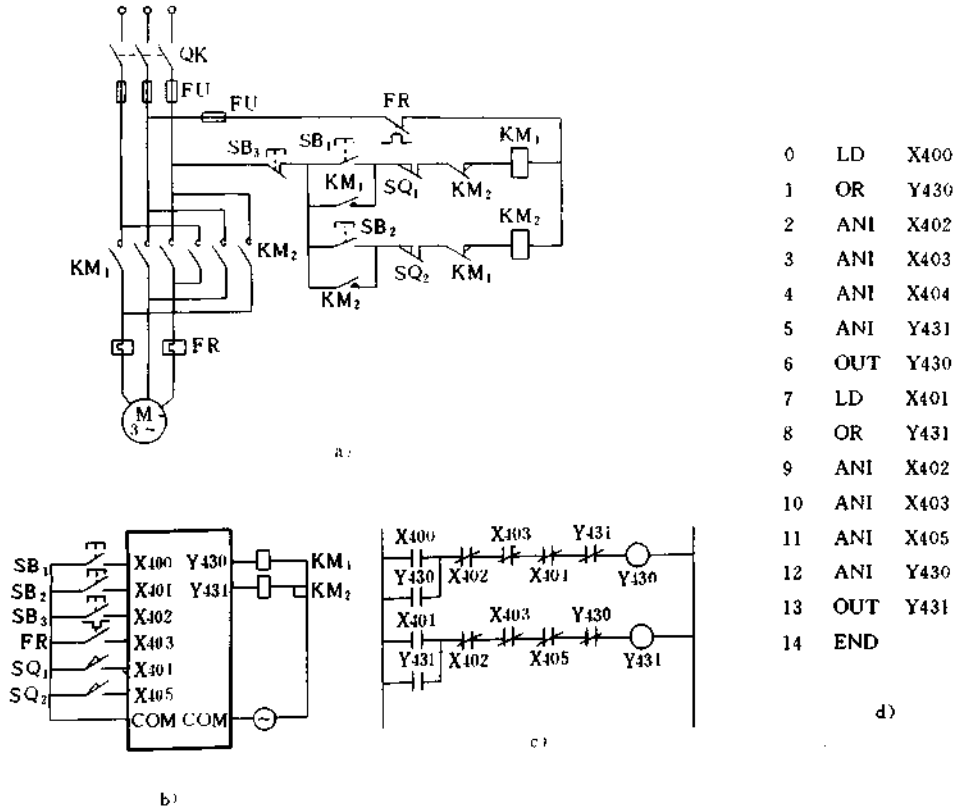 QK
FU
FU
FR
SB₃
SB₁
KM₁
KM₁
SQ₁
KM₂
SB₂
KM₂
KM₂
SQ₂
KM₁
KM₁
KM₂
FR
M
3~
a)
SB₁
SB₂
SB₃
FR
SQ₁
SQ₂
X400
X401
X402
X403
X404
X405
COM
Y430
Y431
COM
KM₁
KM₂
b)
X400
X403
Y431
Y430
X402
X404
Y430
X401
X403
Y430
Y431
X402
X405
Y431
c)
0 LD X400
1 OR Y430
2 ANI X402
3 ANI X403
4 ANI X404
5 ANI Y431
6 OUT Y430
7 LD X401
8 OR Y431
9 ANI X402
10 ANI X403
11 ANI X405
12 ANI Y430
13 OUT Y431
14 END
d)